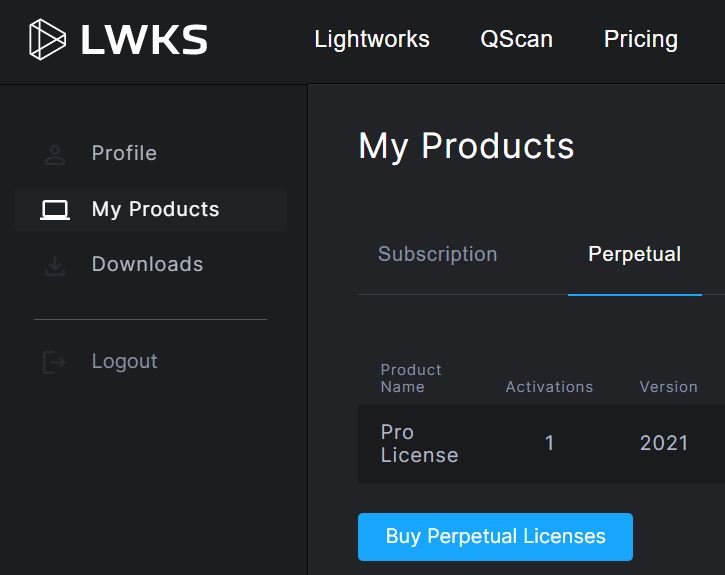 LWKS
Lightworks QScan Pricing
Profile
My Products
Downloads
Logout
My Products
Subscription Perpetual
Product
Name Activations Version
Pro
License 1 2021
Buy Perpetual Licenses